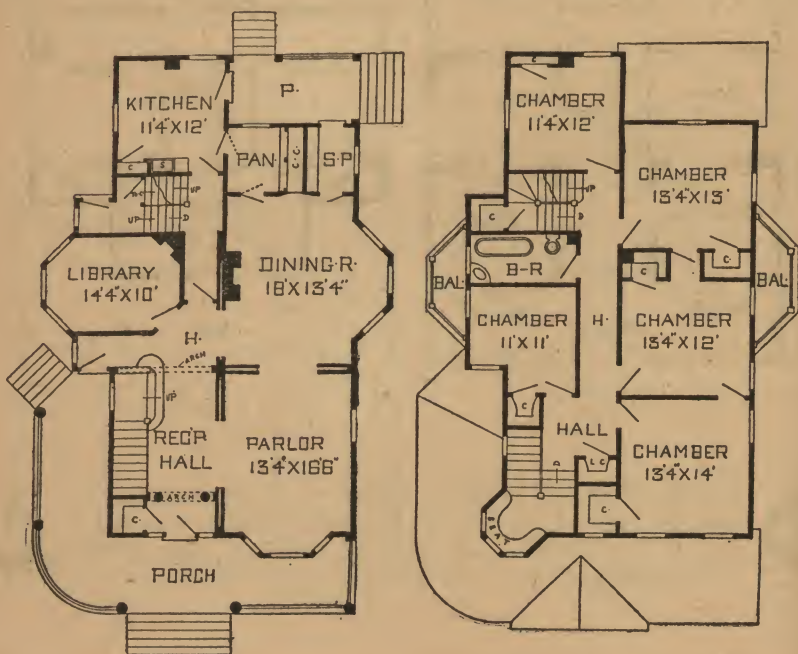 KITCHEN
11'4"X12'
P.
PAN.
C.C.
S.P
C
S
UP
D
UP
LIBRARY
14'4"X10'
DINING·R.
18'X13'4"
H.
ARCH
UP
REC'P.
HALL
PARLOR
13'4"X16'6"
ARCH
C.
PORCH
C
CHAMBER
11'4"X12'
CHAMBER
13'4"X13'
UP
D
C
B-R
C
C
BAL.
BAL.
CHAMBER
11'X11'
H.
CHAMBER
13'4"X12'
C
HALL
CHAMBER
13'4"X14'
L C
D
C
SEAT